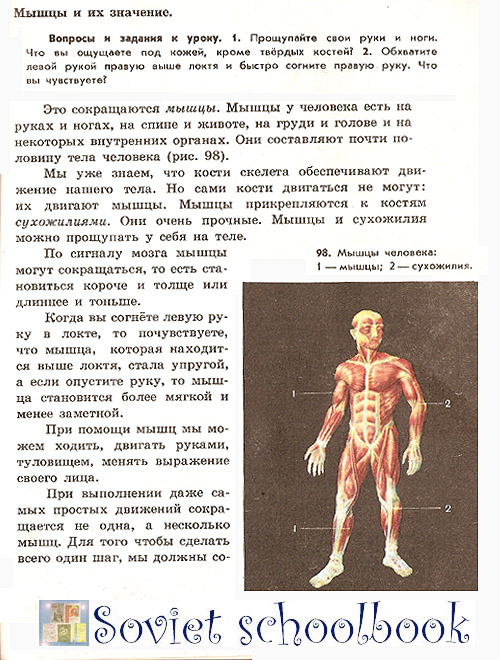 Мышцы и их значение.
Вопросы и задания к уроку. 1. Прощупайте свои руки и ноги.
Что вы ощущаете под кожей, кроме твёрдых костей? 2. Обхватите
левой рукой правую выше локтя и быстро согните правую руку. Что
вы чувствуете?
Это сокращаются мышцы. Мышцы у человека есть на
руках и ногах, на спине и животе, на груди и голове и на
некоторых внутренних органах. Они составляют почти по-
ловину тела человека (рис. 98).
Мы уже знаем, что кости скелета обеспечивают дви-
жение нашего тела. Но сами кости двигаться не могут:
их двигают мышцы. Мышцы прикрепляются к костям
сухожилиями. Они очень прочные. Мышцы и сухожилия
можно прощупать у себя на теле.
По сигналу мозга мышцы
могут сокращаться, то есть ста-
новиться короче и толще или
длиннее и тоньше.
Когда вы согнёте левую ру-
ку в локте, то почувствуете,
что мышца, которая находит-
ся выше локтя, стала упругой,
а если опустите руку, то мыш-
ца становится более мягкой и
менее заметной.
При помощи мышц мы мо-
жем ходить, двигать руками,
туловищем, менять выражение
своего лица.
При выполнении даже са-
мых простых движений сокра-
щается не одна, а несколько
мышц. Для того чтобы сделать
всего один шаг, мы должны со-
98. Мышцы человека:
1 — мышцы; 2 — сухожилия.
1
2
2
1
Soviet schoolbook